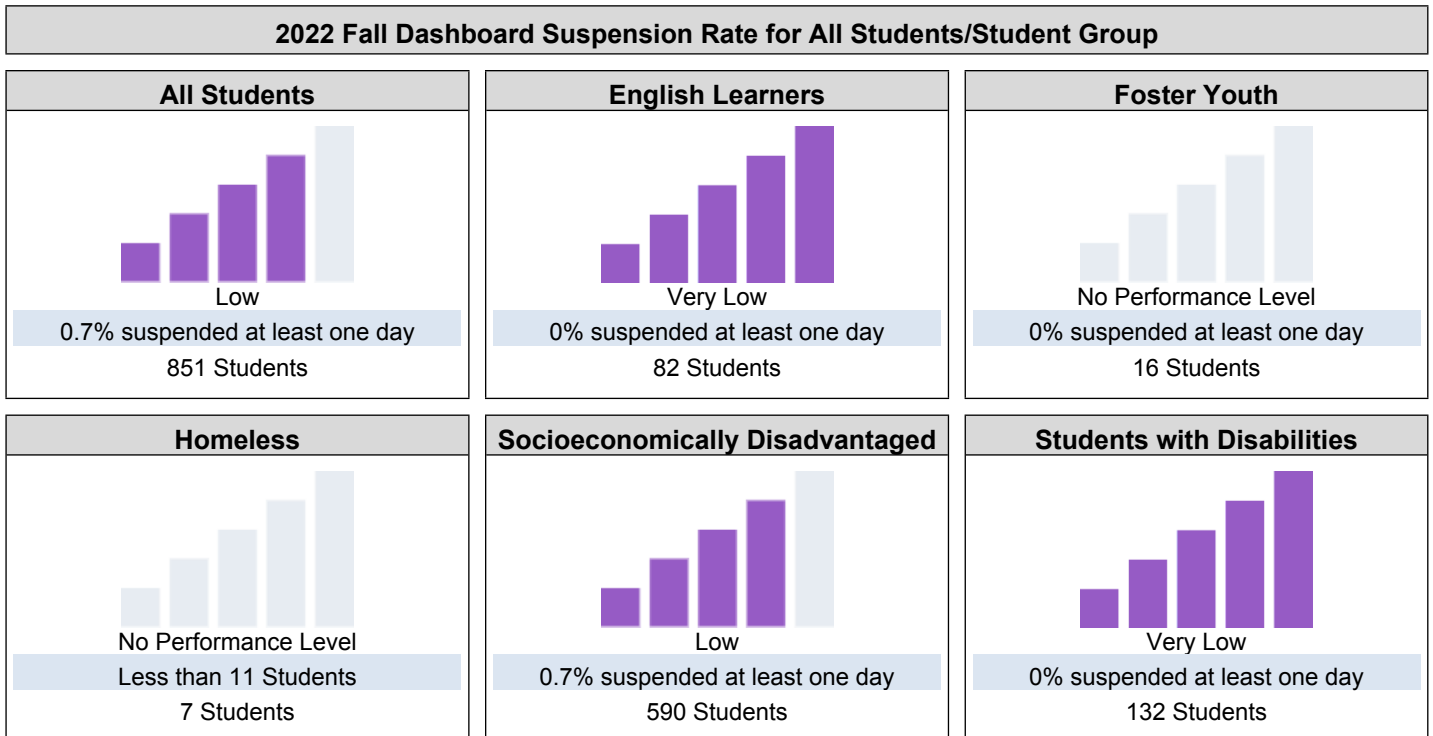 2022 Fall Dashboard Suspension Rate for All Students/Student Group
All Students
Low
0.7% suspended at least one day
851 Students
English Learners
Very Low
0% suspended at least one day
82 Students
Foster Youth
No Performance Level
0% suspended at least one day
16 Students
Homeless
No Performance Level
Less than 11 Students
7 Students
Socioeconomically Disadvantaged
Low
0.7% suspended at least one day
590 Students
Students with Disabilities
Very Low
0% suspended at least one day
132 Students